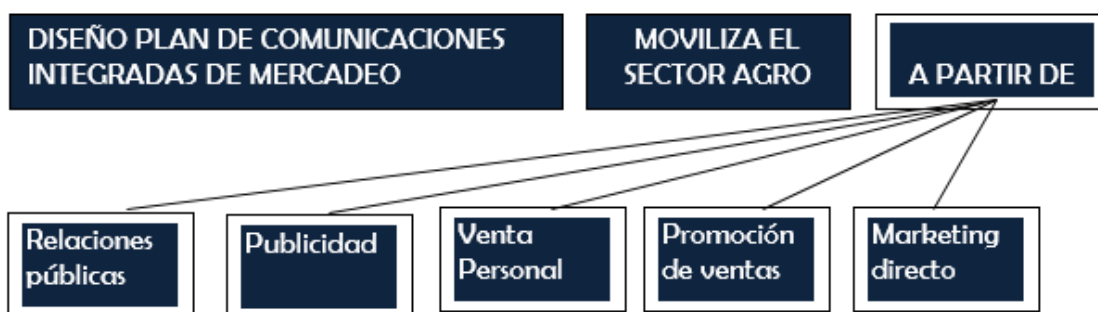 DISEÑO PLAN DE COMUNICACIONES
INTEGRADAS DE MERCADEO
MOVILIZA EL
SECTOR AGRO
A PARTIR DE
Relaciones
públicas
Publicidad
Venta
Personal
Promoción
de ventas
Marketing
directo